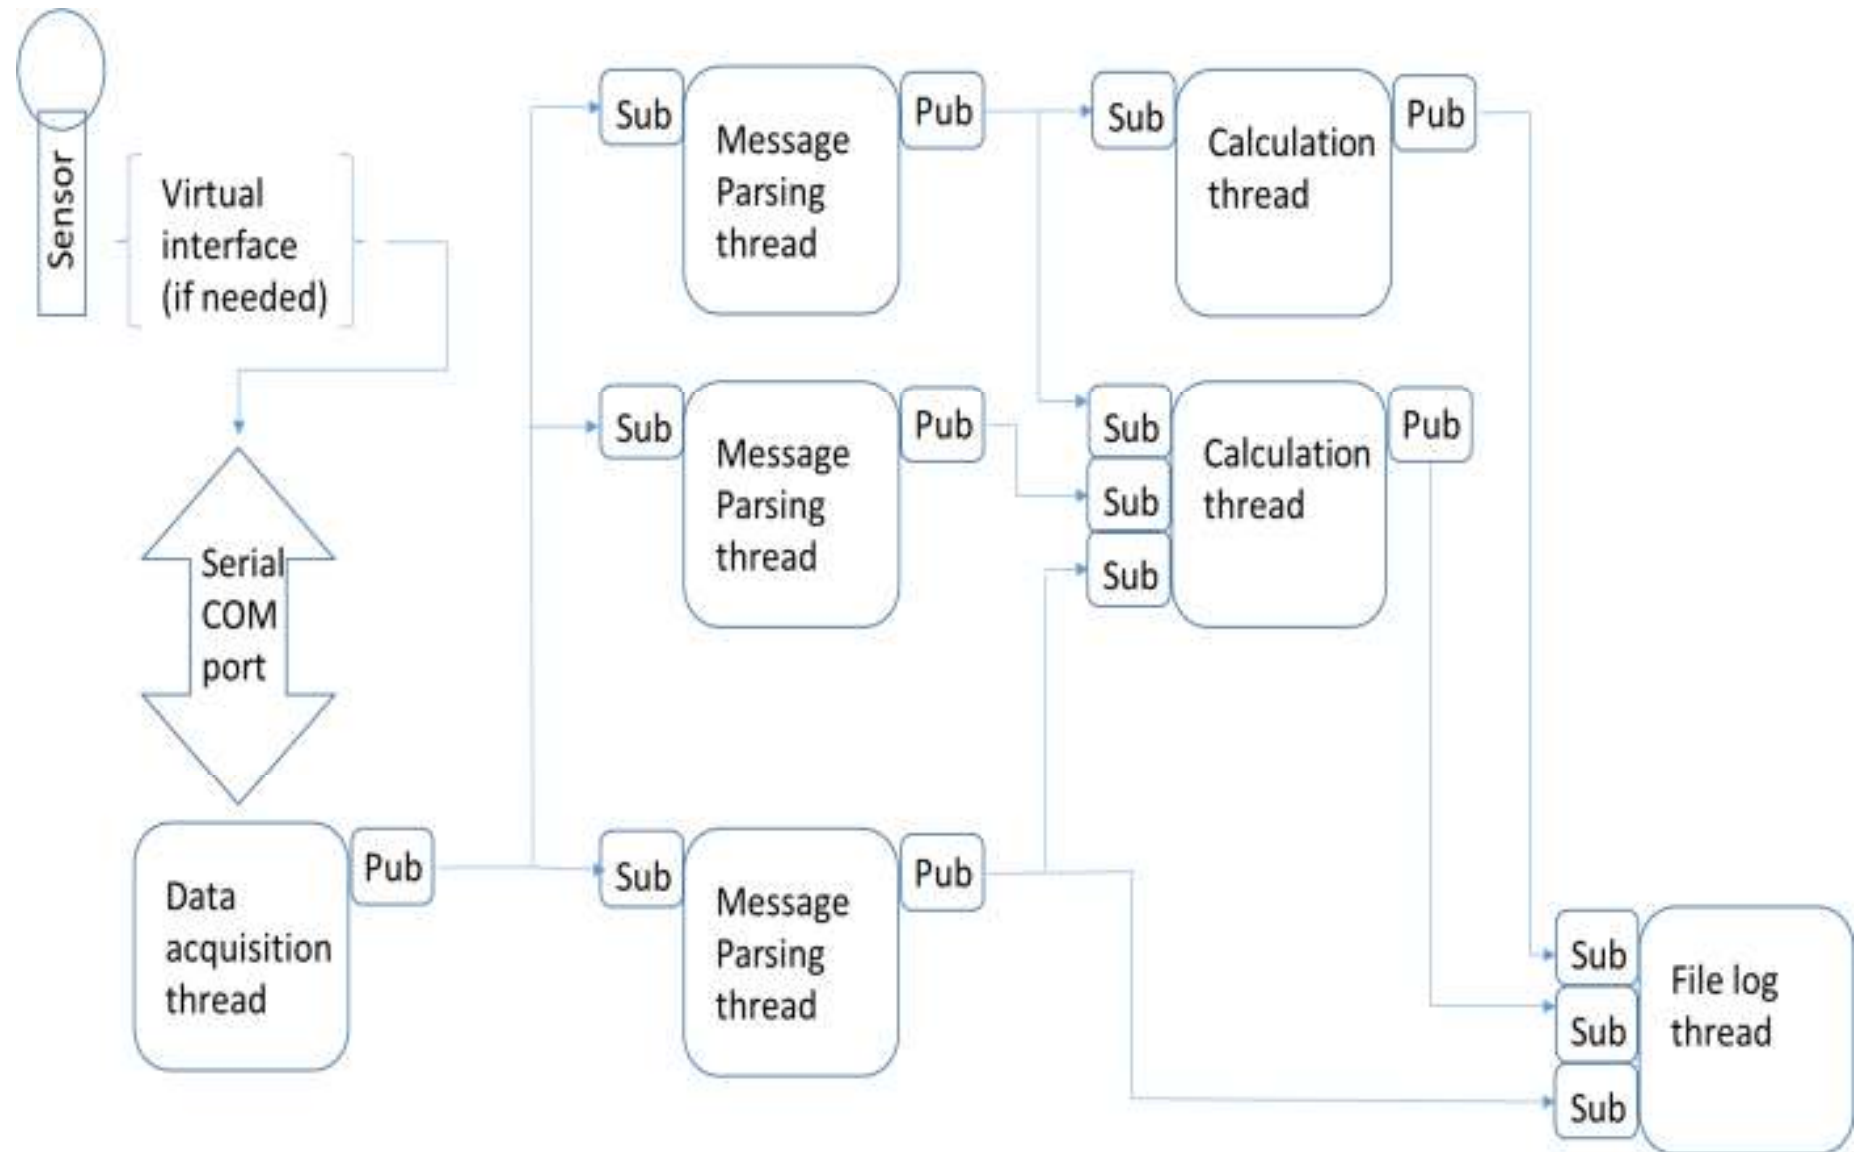 Sensor
Virtual
interface
(if needed)
Serial
COM
port
Data
acquisition
thread
Pub
Sub
Message
Parsing
thread
Pub
Sub
Message
Parsing
thread
Pub
Sub
Message
Parsing
thread
Pub
Sub
Calculation
thread
Pub
Sub
Sub
Sub
Calculation
thread
Pub
Sub
Sub
Sub
File log
thread